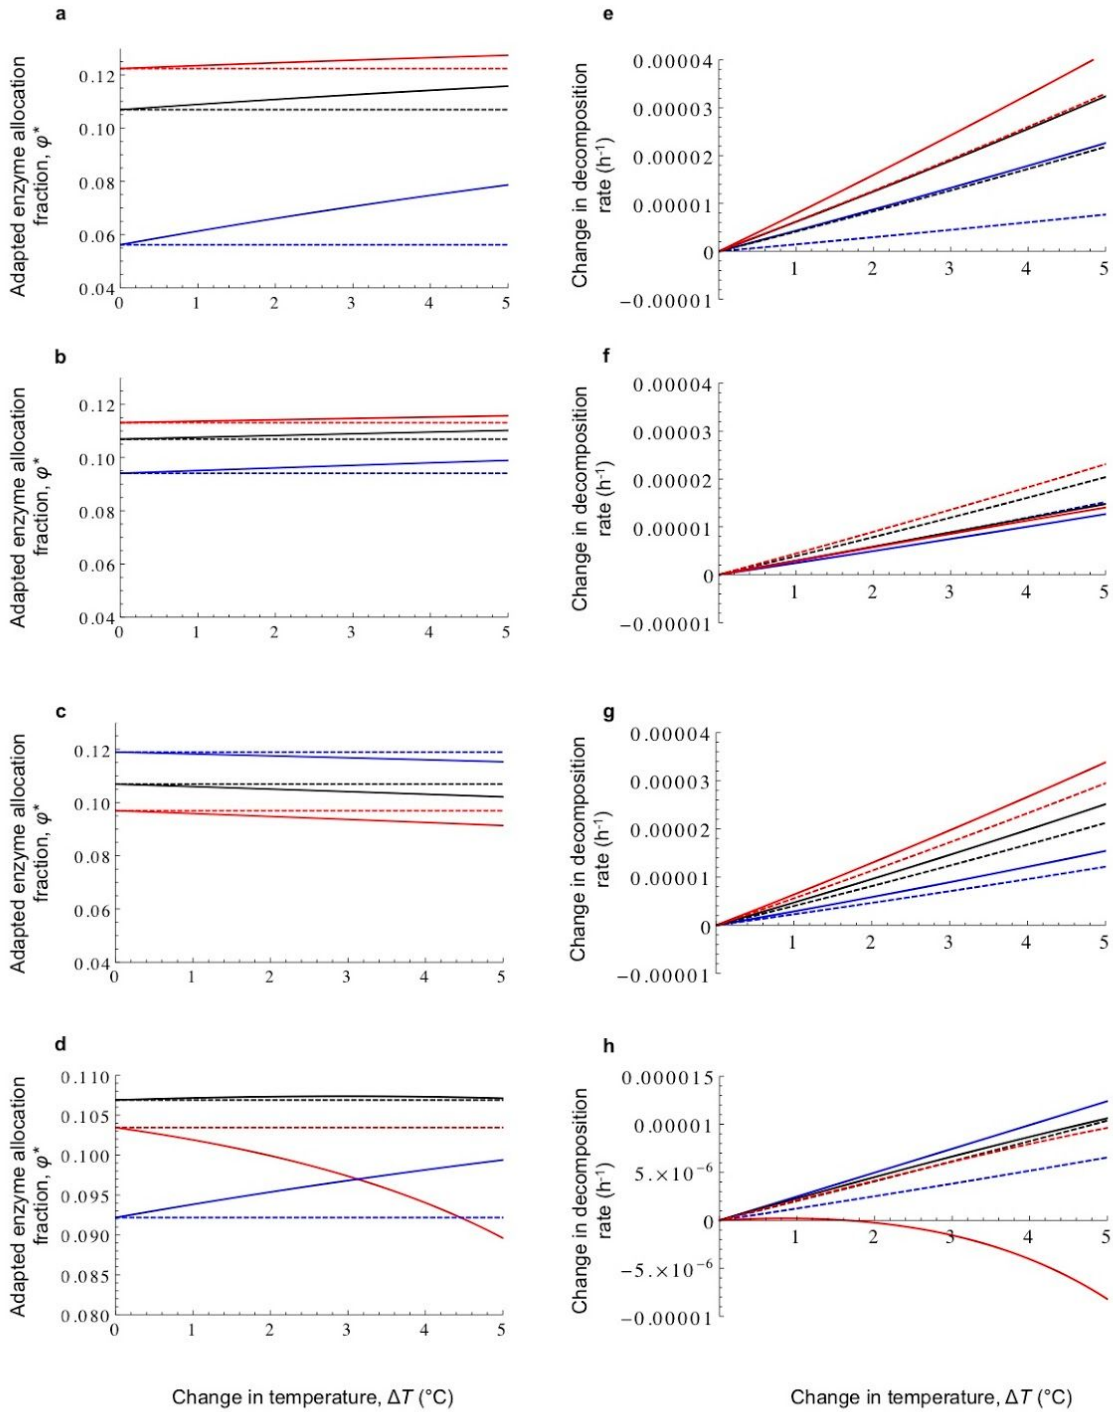 a
Adapted enzyme allocation
fraction, φ*
0.12
0.10
0.08
0.06
0.04
0 1 2 3 4 5
e
Change in decomposition
rate (h-1)
0.00004
0.00003
0.00002
0.00001
0
−0.00001
1 2 3 4 5
b
Adapted enzyme allocation
fraction, φ*
0.12
0.10
0.08
0.06
0.04
0 1 2 3 4 5
f
Change in decomposition
rate (h-1)
0.00004
0.00003
0.00002
0.00001
0
−0.00001
1 2 3 4 5
c
Adapted enzyme allocation
fraction, φ*
0.12
0.10
0.08
0.06
0.04
0 1 2 3 4 5
g
Change in decomposition
rate (h-1)
0.00004
0.00003
0.00002
0.00001
0
−0.00001
1 2 3 4 5
d
Adapted enzyme allocation
fraction, φ*
0.110
0.105
0.100
0.095
0.090
0.085
0.080
0 1 2 3 4 5
h
Change in decomposition
rate (h-1)
0.000015
0.00001
5.×10-6
0
−5.×10-6
−0.00001
1 2 3 4 5
Change in temperature, ΔT (°C)
Change in temperature, ΔT (°C)